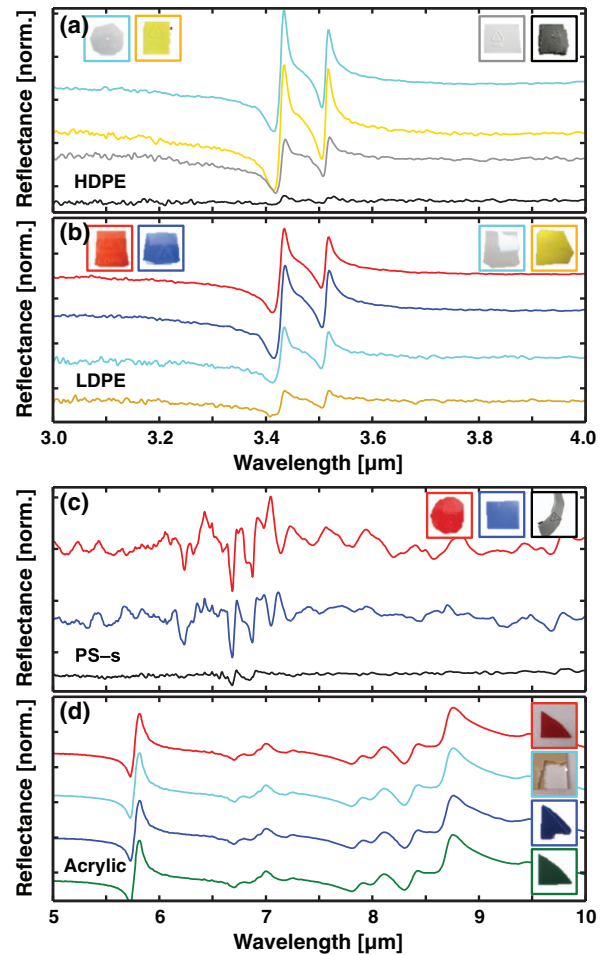 (a)
HDPE
Reflectance [norm.]
(b)
LDPE
Reflectance [norm.]
3.0 3.2 3.4 3.6 3.8 4.0
Wavelength [µm]
(c)
PS–s
Reflectance [norm.]
(d)
Acrylic
Reflectance [norm.]
5 6 7 8 9 10
Wavelength [µm]